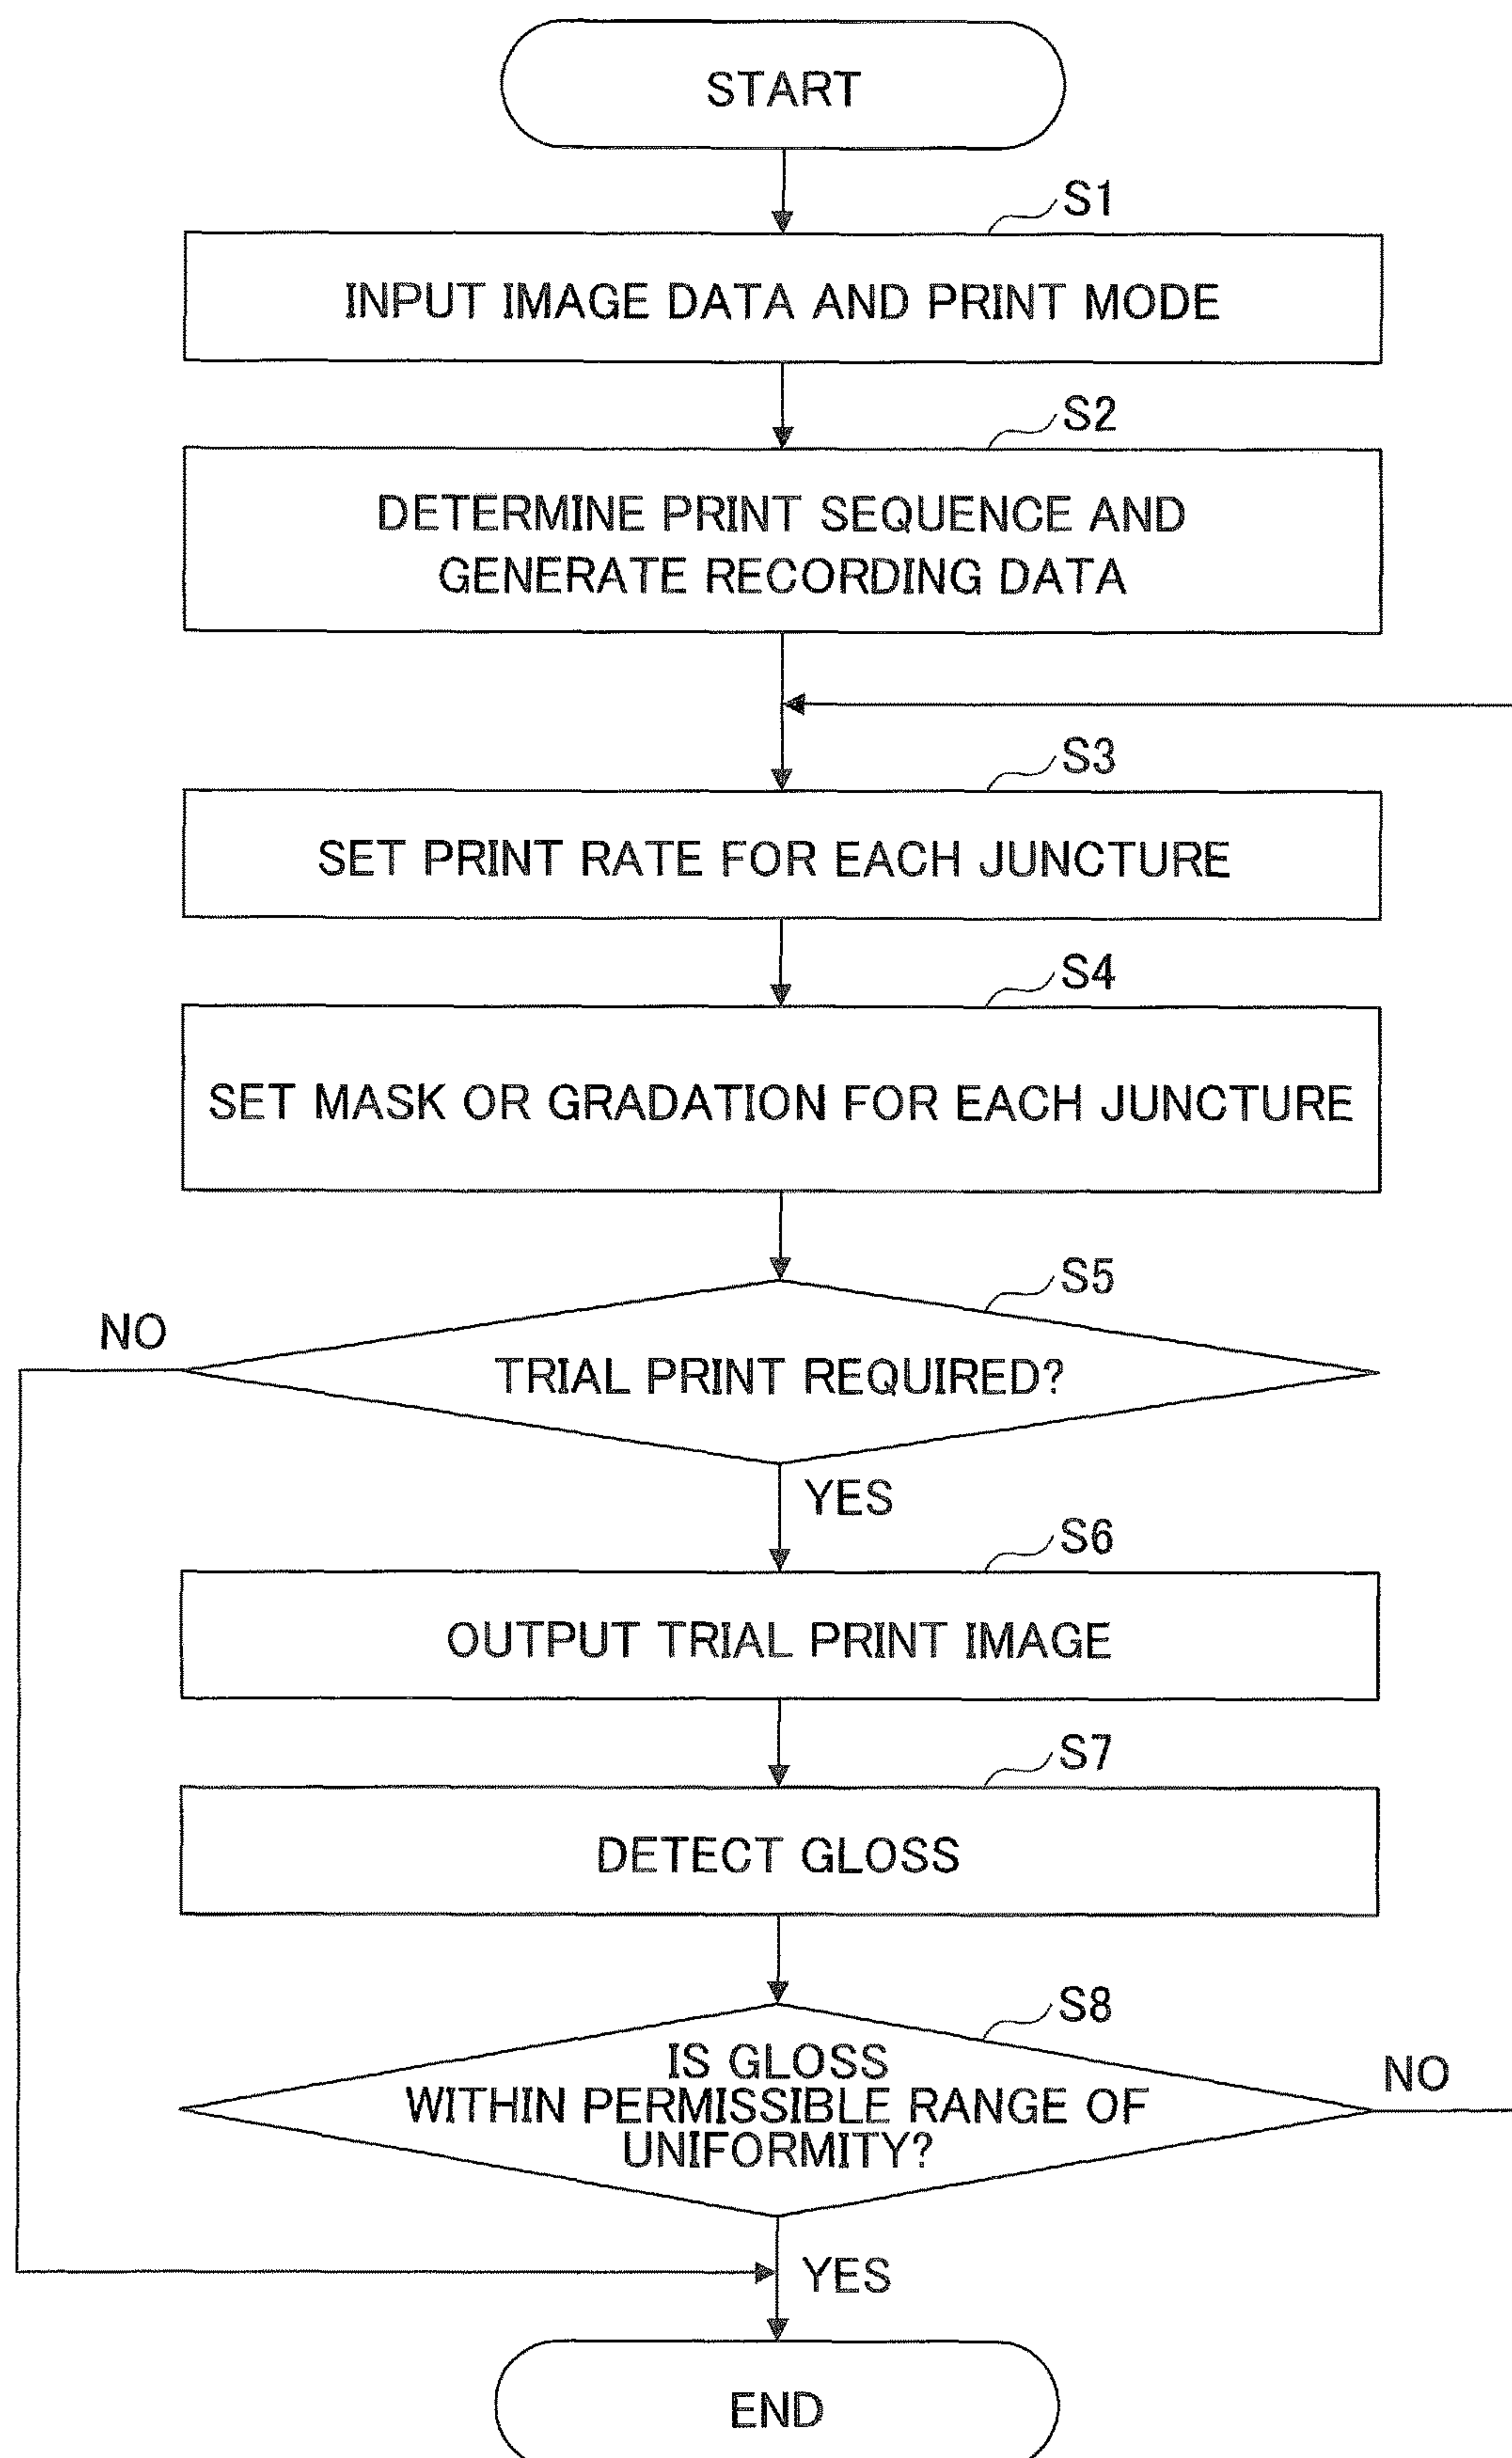 START
S1
INPUT IMAGE DATA AND PRINT MODE
S2
DETERMINE PRINT SEQUENCE AND
GENERATE RECORDING DATA
S3
SET PRINT RATE FOR EACH JUNCTURE
S4
SET MASK OR GRADATION FOR EACH JUNCTURE
S5
NO
TRIAL PRINT REQUIRED?
YES
S6
OUTPUT TRIAL PRINT IMAGE
S7
DETECT GLOSS
S8
IS GLOSS
WITHIN PERMISSIBLE RANGE OF
UNIFORMITY?
NO
YES
END